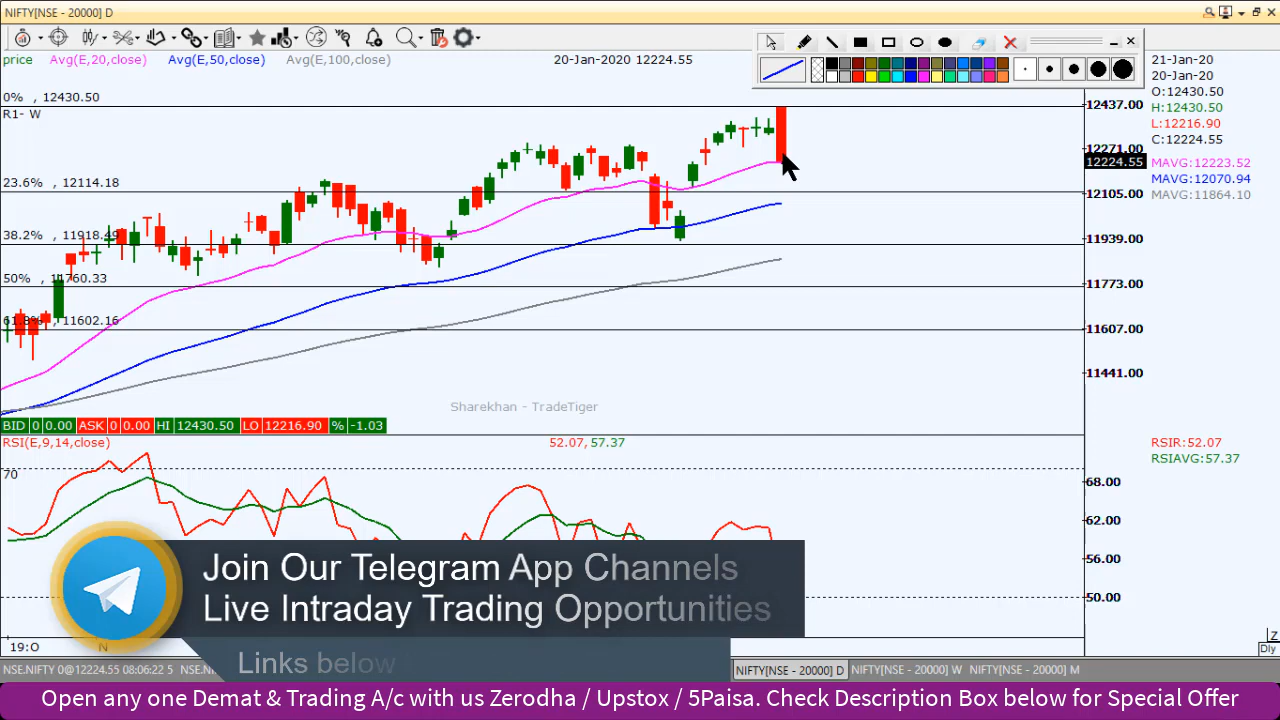 NIFTY[NSE - 20000] D
price Avg(E,20,close) Avg(E,50,close) Avg(E,100,close) 20-Jan-2020 12224.55
21-Jan-20
20-Jan-20
O:12430.50
H:12430.50
L:12216.90
C:12224.55
MAVG:12223.52
MAVG:12070.94
MAVG:11864.10
0% , 12430.50
R1- W
23.6% , 12114.18
38.2% , 11918.49
50% , 11760.33
61.8% , 11602.16
12437.00
12271.00
12224.55
12105.00
11939.00
11773.00
11607.00
11441.00
Sharekhan - TradeTiger
BID 0 0.00 ASK 0 0.00 HI 12430.50 LO 12216.90 % -1.03
RSI(E,9,14,close) 52.07, 57.37
RSIR:52.07
RSIAVG:57.37
70
68.00
62.00
56.00
50.00
Join Our Telegram App Channels
Live Intraday Trading Opportunities
Links below
19:O N
Z
Dly
NSE.NIFTY 0@12224.55 08:06:22 5 NIFTY[NSE - 20000] D NIFTY[NSE - 20000] W NIFTY[NSE - 20000] M
Open any one Demat & Trading A/c with us Zerodha / Upstox / 5Paisa. Check Description Box below for Special Offer